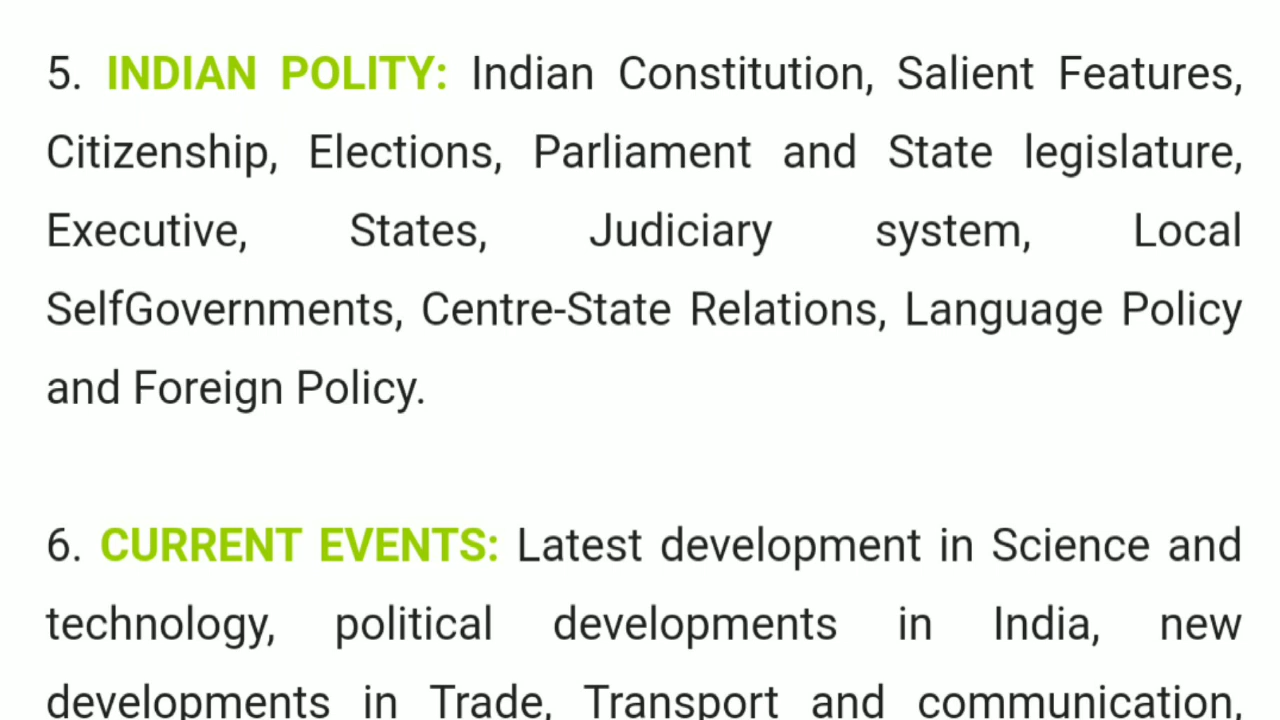 5. INDIAN POLITY: Indian Constitution, Salient Features,
Citizenship, Elections, Parliament and State legislature,
Executive, States, Judiciary system, Local
SelfGovernments, Centre-State Relations, Language Policy
and Foreign Policy.
6. CURRENT EVENTS: Latest development in Science and
technology, political developments in India, new
developments in Trade, Transport and communication,